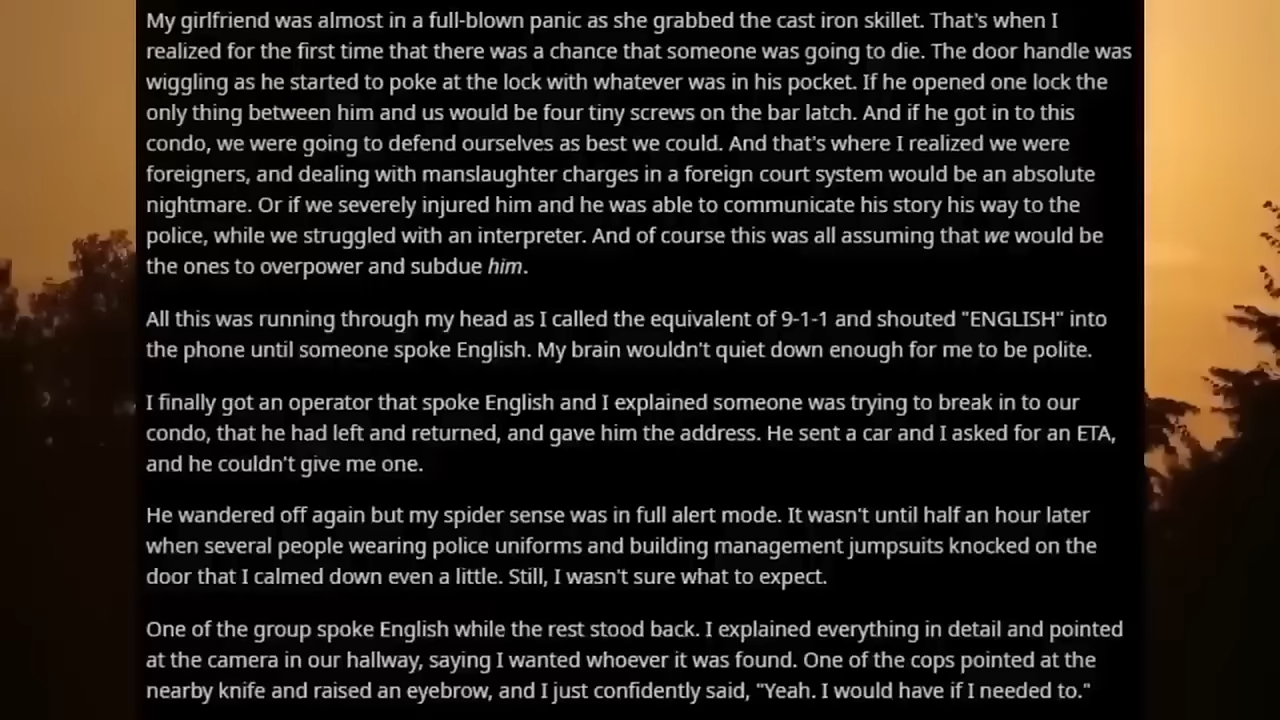 My girlfriend was almost in a full-blown panic as she grabbed the cast iron skillet. That's when I
realized for the first time that there was a chance that someone was going to die. The door handle was
wiggling as he started to poke at the lock with whatever was in his pocket. If he opened one lock the
only thing between him and us would be four tiny screws on the bar latch. And if he got in to this
condo, we were going to defend ourselves as best we could. And that's where I realized we were
foreigners, and dealing with manslaughter charges in a foreign court system would be an absolute
nightmare. Or if we severely injured him and he was able to communicate his story his way to the
police, while we struggled with an interpreter. And of course this was all assuming that we would be
the ones to overpower and subdue him.
All this was running through my head as I called the equivalent of 9-1-1 and shouted "ENGLISH" into
the phone until someone spoke English. My brain wouldn't quiet down enough for me to be polite.
I finally got an operator that spoke English and I explained someone was trying to break in to our
condo, that he had left and returned, and gave him the address. He sent a car and I asked for an ETA,
and he couldn't give me one.
He wandered off again but my spider sense was in full alert mode. It wasn't until half an hour later
when several people wearing police uniforms and building management jumpsuits knocked on the
door that I calmed down even a little. Still, I wasn't sure what to expect.
One of the group spoke English while the rest stood back. I explained everything in detail and pointed
at the camera in our hallway, saying I wanted whoever it was found. One of the cops pointed at the
nearby knife and raised an eyebrow, and I just confidently said, "Yeah. I would have if I needed to."